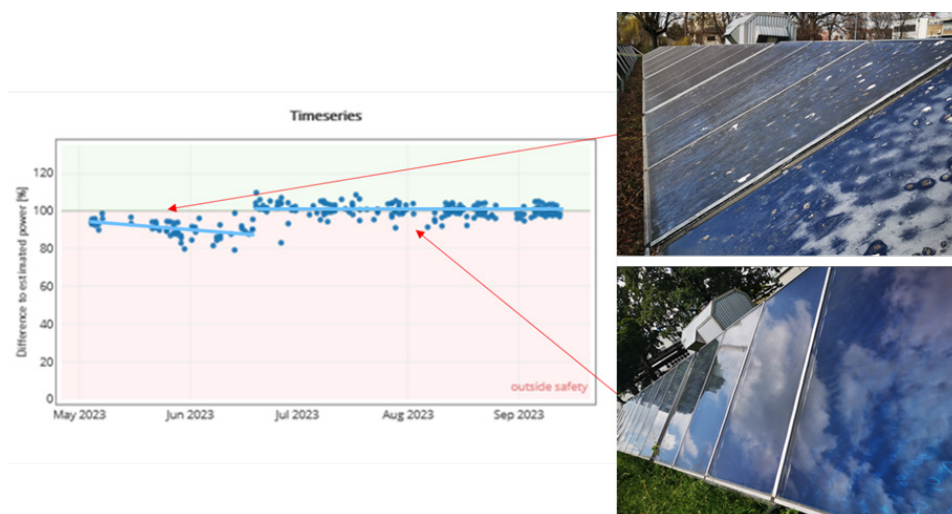 Timeseries
Difference to estimated power [%]
120
100
80
60
40
20
0
outside safety
May 2023
Jun 2023
Jul 2023
Aug 2023
Sep 2023